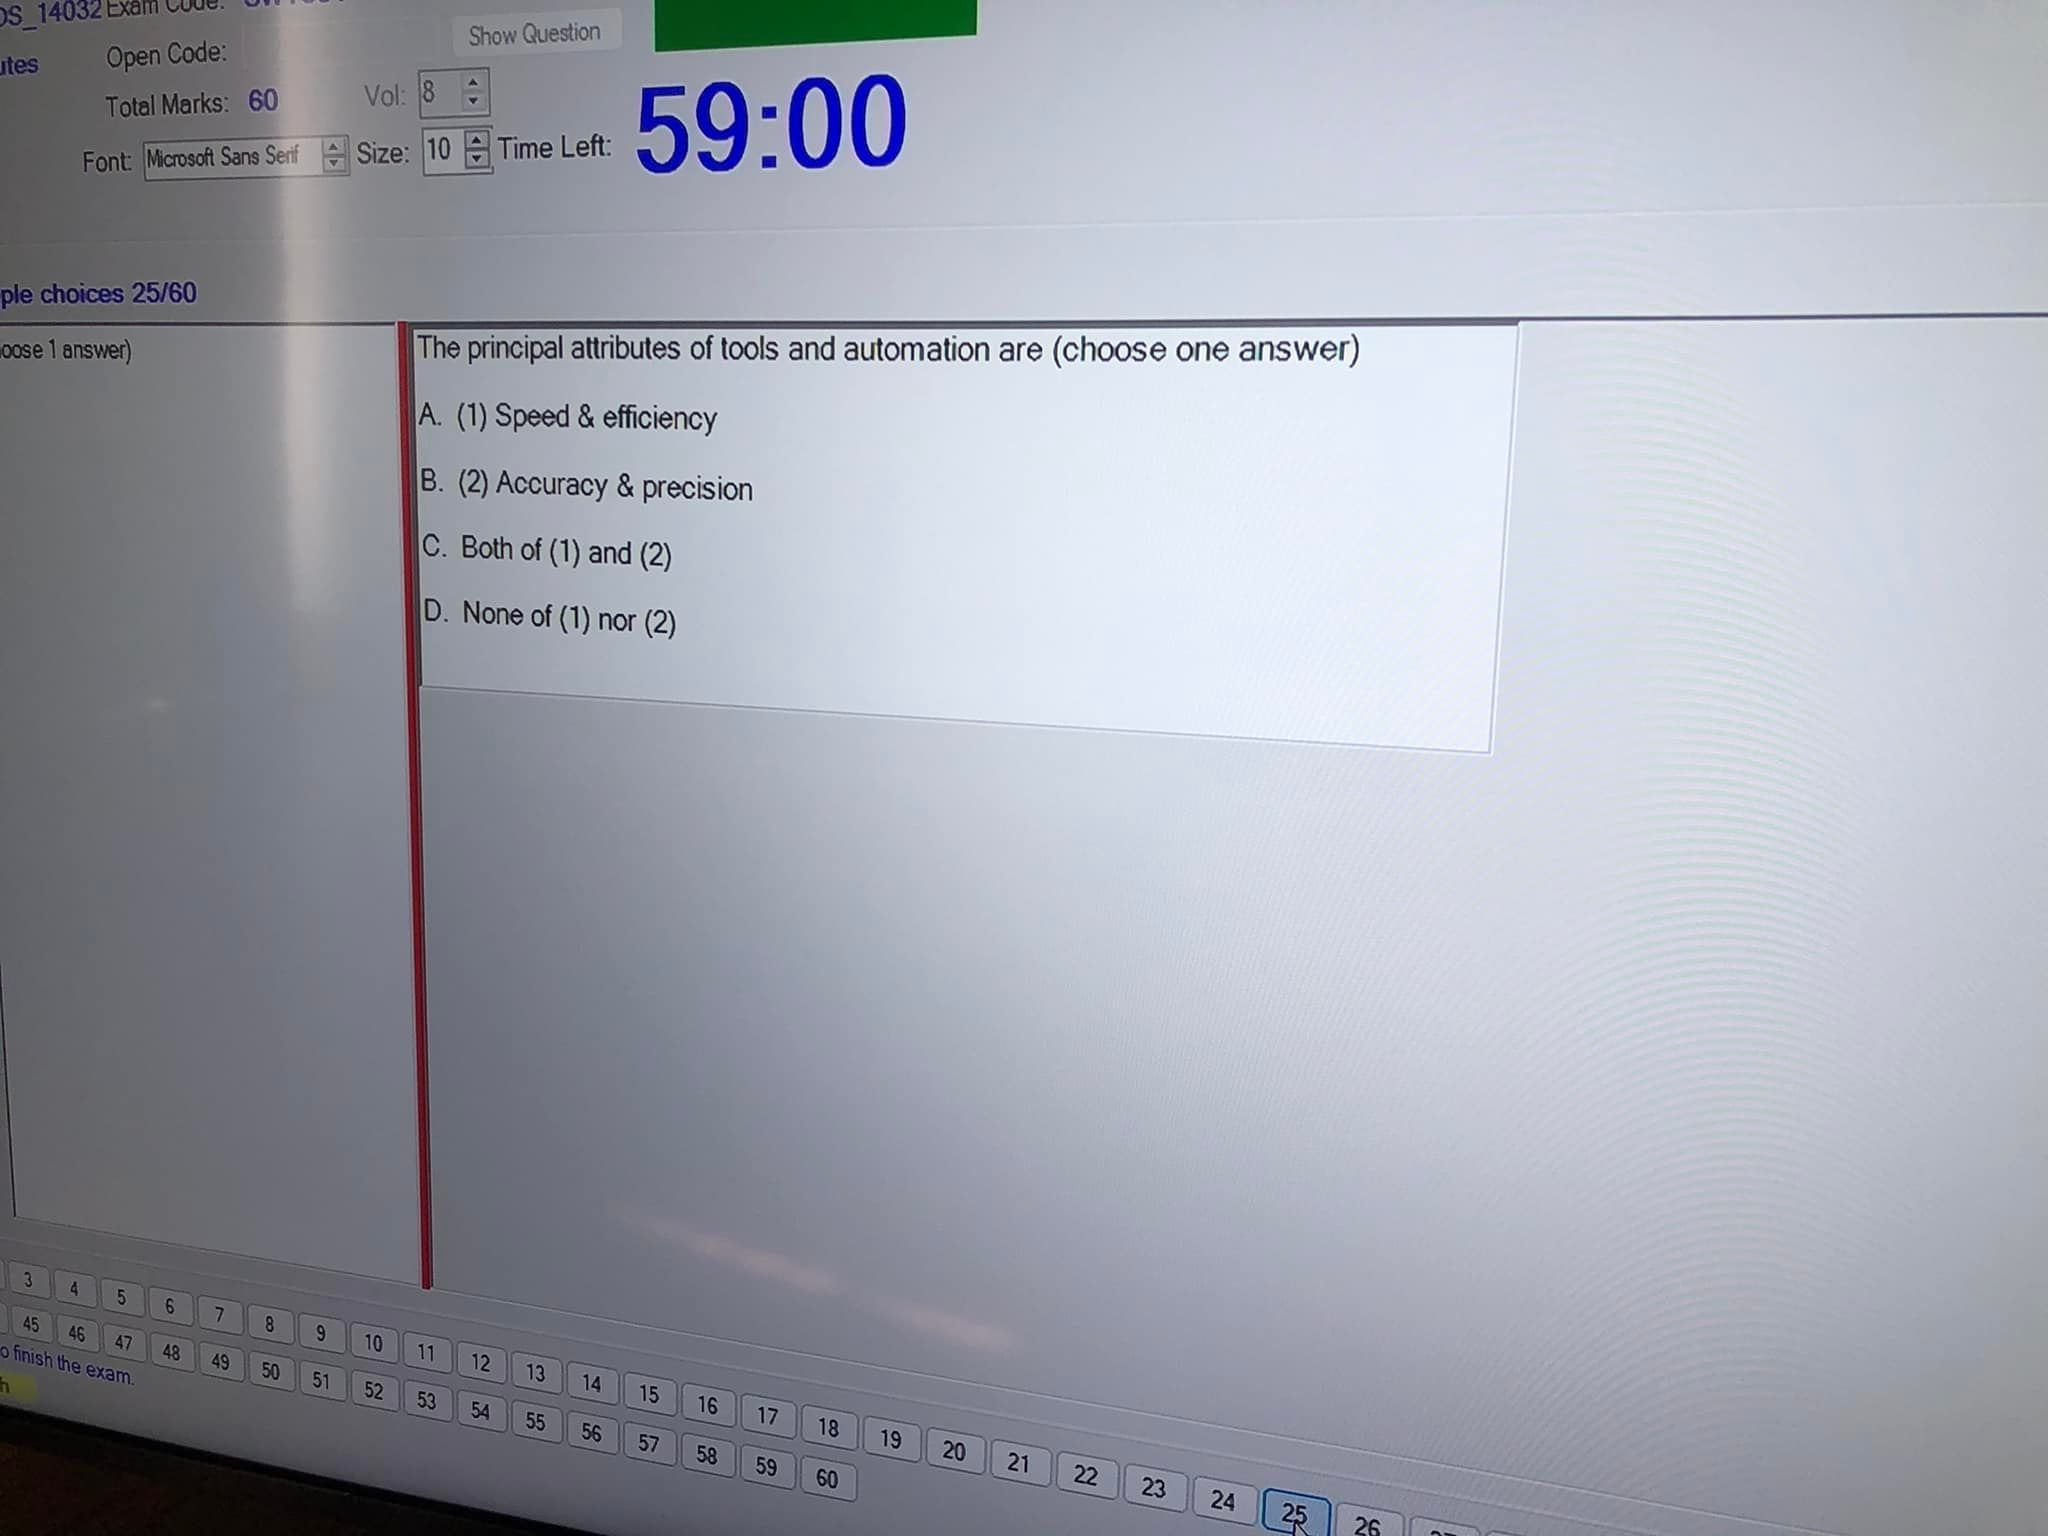 OS_14032 Exam Code:
utes
Open Code:
Show Question
Total Marks: 60
Vol: 8
Font: Microsoft Sans Serif
Size: 10
Time Left: 59:00
ple choices 25/60
oose 1 answer)
The principal attributes of tools and automation are (choose one answer)
A. (1) Speed & efficiency
B. (2) Accuracy & precision
C. Both of (1) and (2)
D. None of (1) nor (2)
3 4 5 6 7 8 9 10 11 12 13 14 15 16 17 18 19 20 21 22 23 24 25 26
45 46 47 48 49 50 51 52 53 54 55 56 57 58 59 60
o finish the exam.
h